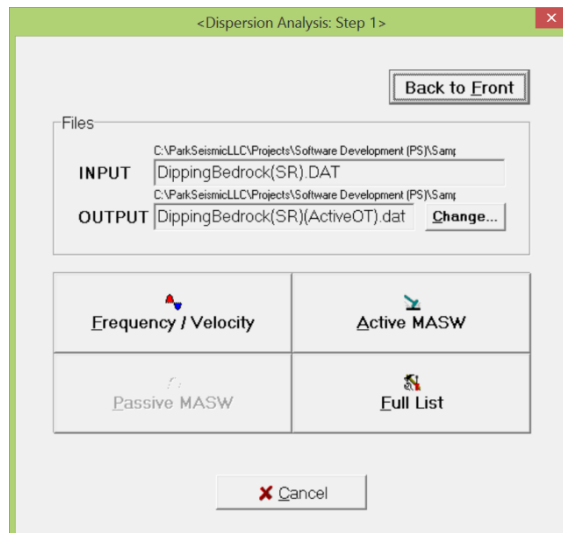 <Dispersion Analysis: Step 1>
Back to Front
Files
C:\ParkSeismicLLC\Projects\Software Development (PS)\Samp
INPUT DippingBedrock(SR).DAT
C:\ParkSeismicLLC\Projects\Software Development (PS)\Samp
OUTPUT DippingBedrock(SR)(ActiveOT).dat Change...
Frequency / Velocity Active MASW
Passive MASW Full List
Cancel